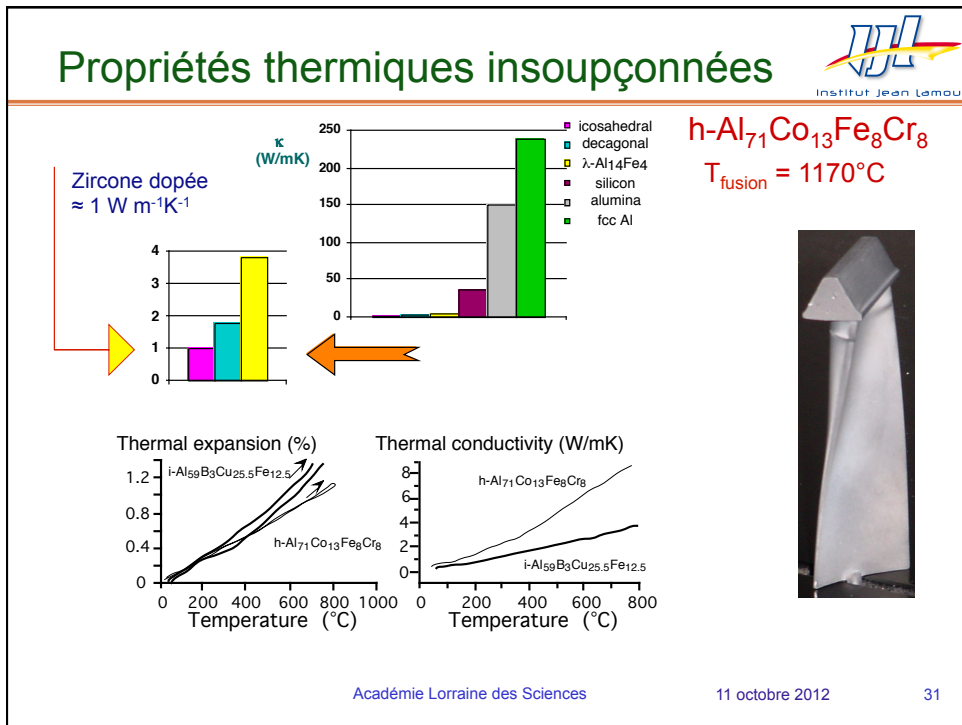 Propriétés thermiques insoupçonnées
Institut Jean Lamou
κ
(W/mK)
250
200
150
100
50
0
icosahedral
decagonal
λ-Al14Fe4
silicon
alumina
fcc Al
h-Al71Co13Fe8Cr8
Tfusion = 1170°C
Zircone dopée
≈ 1 W m-1K-1
4
3
2
1
0
Thermal expansion (%)
1.2
0.8
0.4
0
i-Al59B3Cu25.5Fe12.5
h-Al71Co13Fe8Cr8
0 200 400 600 800 1000
Temperature (°C)
Thermal conductivity (W/mK)
8
6
4
2
0
h-Al71Co13Fe8Cr8
i-Al59B3Cu25.5Fe12.5
0 200 400 600 800
Temperature (°C)
Académie Lorraine des Sciences
11 octobre 2012
31